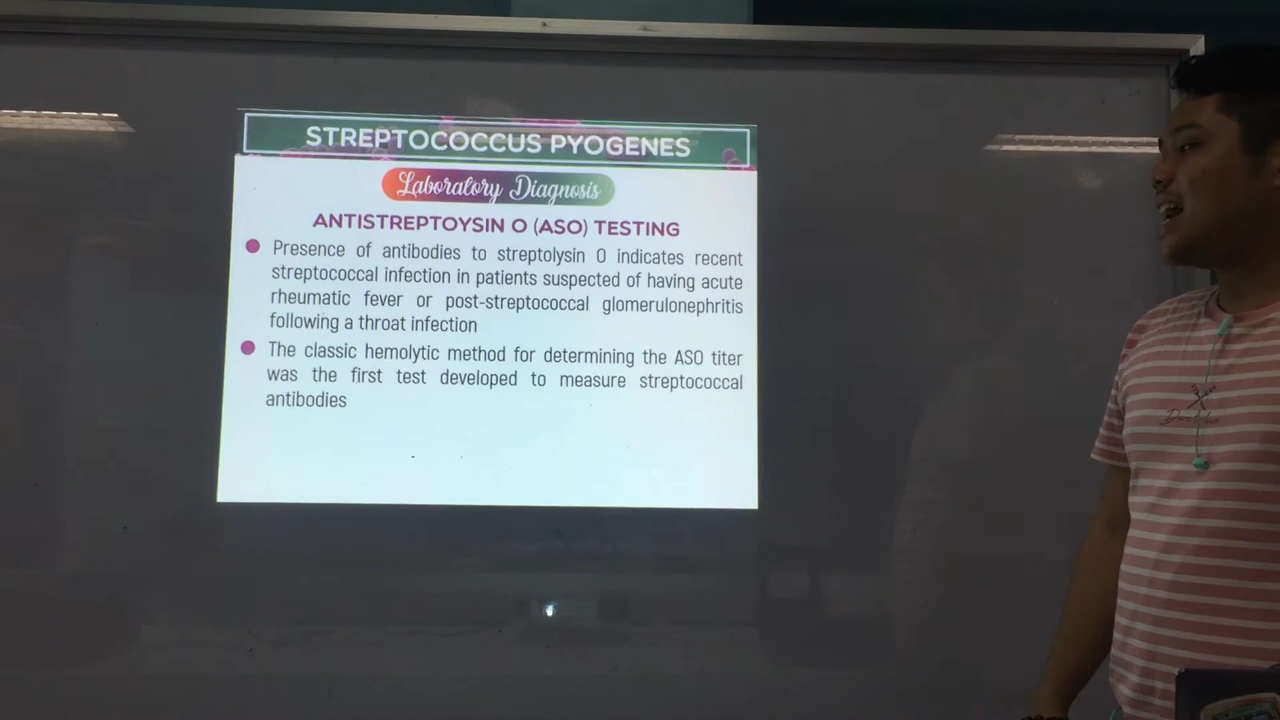 STREPTOCOCCUS PYOGENES
Laboratory Diagnosis
ANTISTREPTOYSIN O (ASO) TESTING
Presence of antibodies to streptolysin O indicates recent
streptococcal infection in patients suspected of having acute
rheumatic fever or post-streptococcal glomerulonephritis
following a throat infection
The classic hemolytic method for determining the ASO titer
was the first test developed to measure streptococcal
antibodies